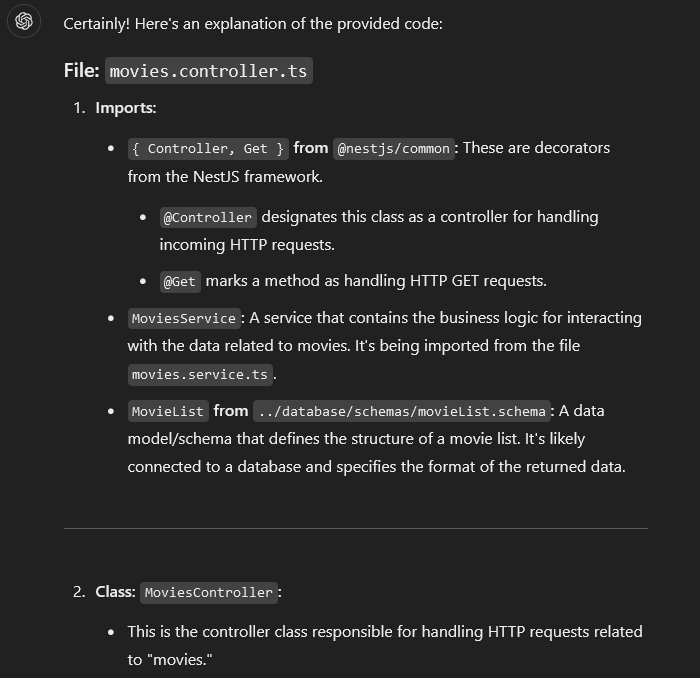 Certainly! Here's an explanation of the provided code:
File: movies.controller.ts
1. Imports:
• { Controller, Get } from @nestjs/common: These are decorators
from the NestJS framework.
• @Controller designates this class as a controller for handling
incoming HTTP requests.
• @Get marks a method as handling HTTP GET requests.
• MoviesService: A service that contains the business logic for interacting
with the data related to movies. It's being imported from the file
movies.service.ts.
• MovieList from ../database/schemas/movieList.schema: A data
model/schema that defines the structure of a movie list. It's likely
connected to a database and specifies the format of the returned data.
2. Class: MoviesController:
• This is the controller class responsible for handling HTTP requests related
to "movies."